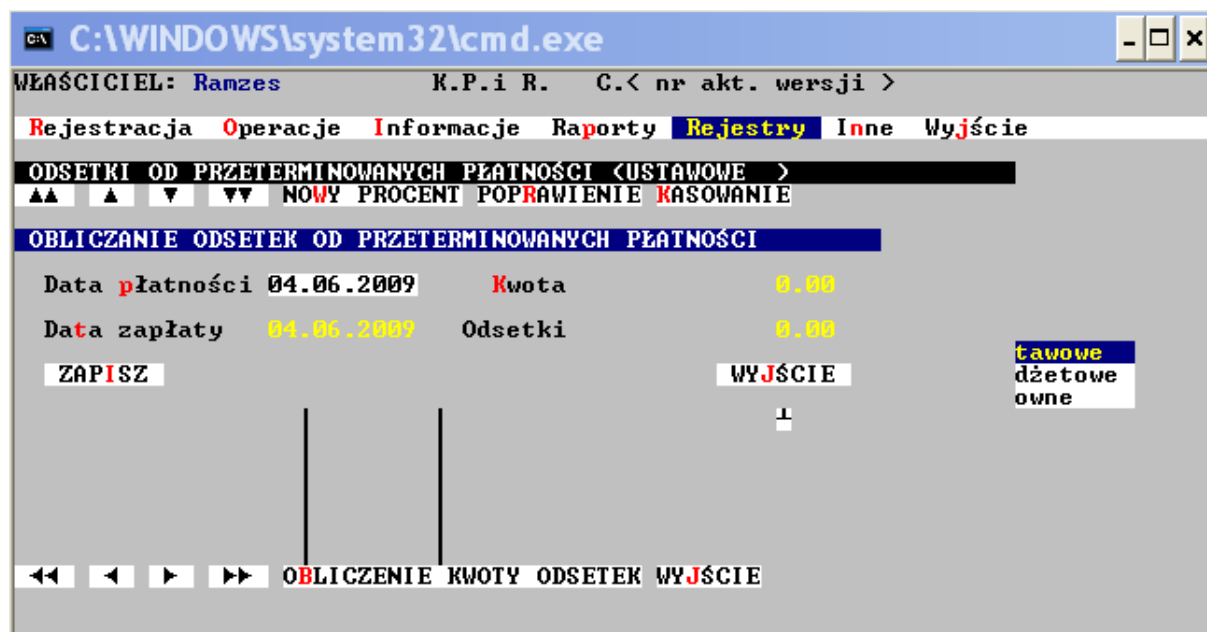 C:\WINDOWS\system32\cmd.exe
WŁAŚCICIEL: Ramzes K.P.i R. C.< nr akt. wersji >
Rejestracja Operacje Informacje Raporty Rejestry Inne Wyjście
ODSETKI OD PRZETERMINOWANYCH PŁATNOŚCI (USTAWOWE )
NOWY PROCENT POPRAWIENIE KASOWANIE
OBLICZANIE ODSETEK OD PRZETERMINOWANYCH PŁATNOŚCI
Data płatności 04.06.2009 Kwota 0.00
Data zapłaty 04.06.2009 Odsetki 0.00
tawowe
ZAPISZ WYJŚCIE dżetowe
owne
OBLICZENIE KWOTY ODSETEK WYJŚCIE